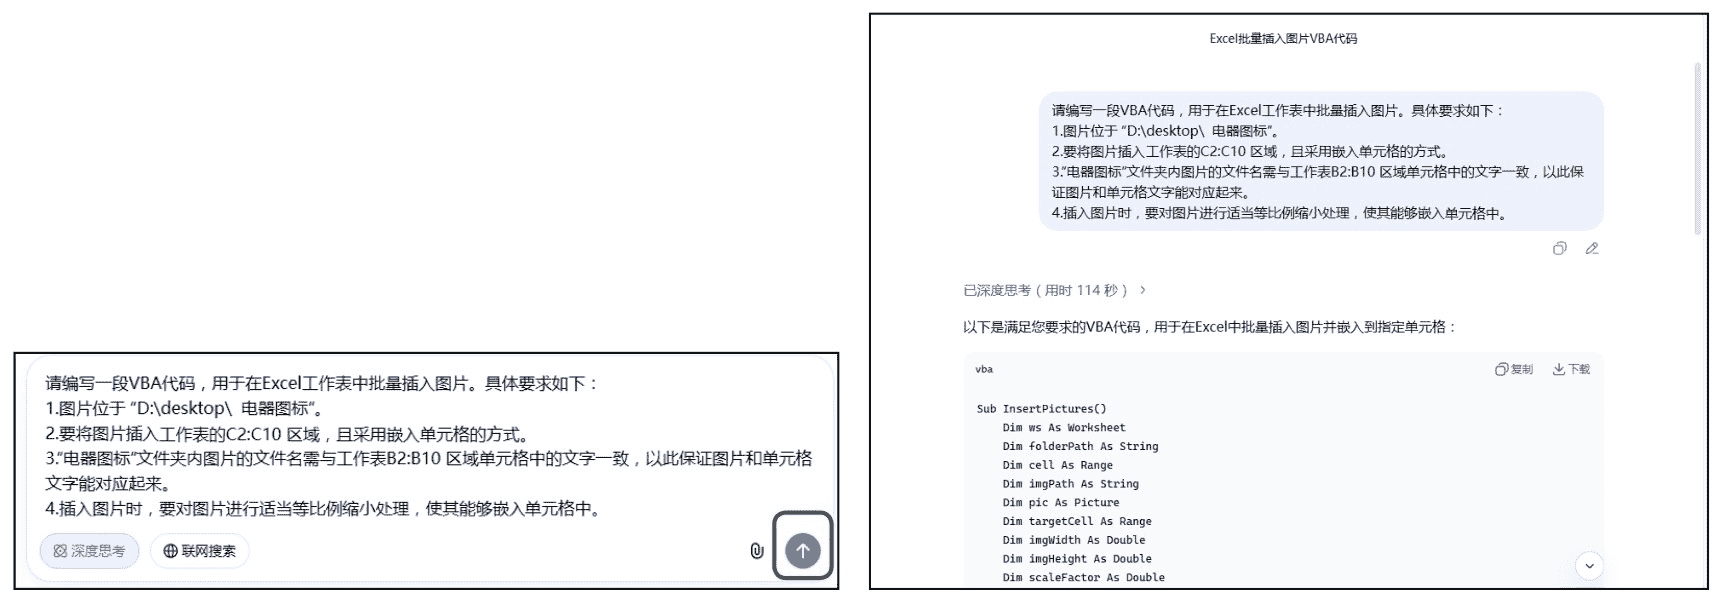 请编写一段VBA代码，用于在Excel工作表中批量插入图片。具体要求如下：
1.图片位于 “D:\desktop\  电器图标”。
2.要将图片插入工作表的C2:C10 区域，且采用嵌入单元格的方式。
3.“电器图标”文件夹内图片的文件名需与工作表B2:B10 区域单元格中的文字一致，以此保证图片和单元格
文字能对应起来。
4.插入图片时，要对图片进行适当等比例缩小处理，使其能够嵌入单元格中。
深度思考
联网搜索
Excel批量插入图片VBA代码
请编写一段VBA代码，用于在Excel工作表中批量插入图片。具体要求如下：
1.图片位于 “D:\desktop\  电器图标”。
2.要将图片插入工作表的C2:C10 区域，且采用嵌入单元格的方式。
3.“电器图标”文件夹内图片的文件名需与工作表B2:B10 区域单元格中的文字一致，以此保
证图片和单元格文字能对应起来。
4.插入图片时，要对图片进行适当等比例缩小处理，使其能够嵌入单元格中。
已深度思考（用时 114 秒）
以下是满足您要求的VBA代码，用于在Excel中批量插入图片并嵌入到指定单元格：
vba
复制
下载
Sub InsertPictures()
    Dim ws As Worksheet
    Dim folderPath As String
    Dim cell As Range
    Dim imgPath As String
    Dim pic As Picture
    Dim targetCell As Range
    Dim imgWidth As Double
    Dim imgHeight As Double
    Dim scaleFactor As Double